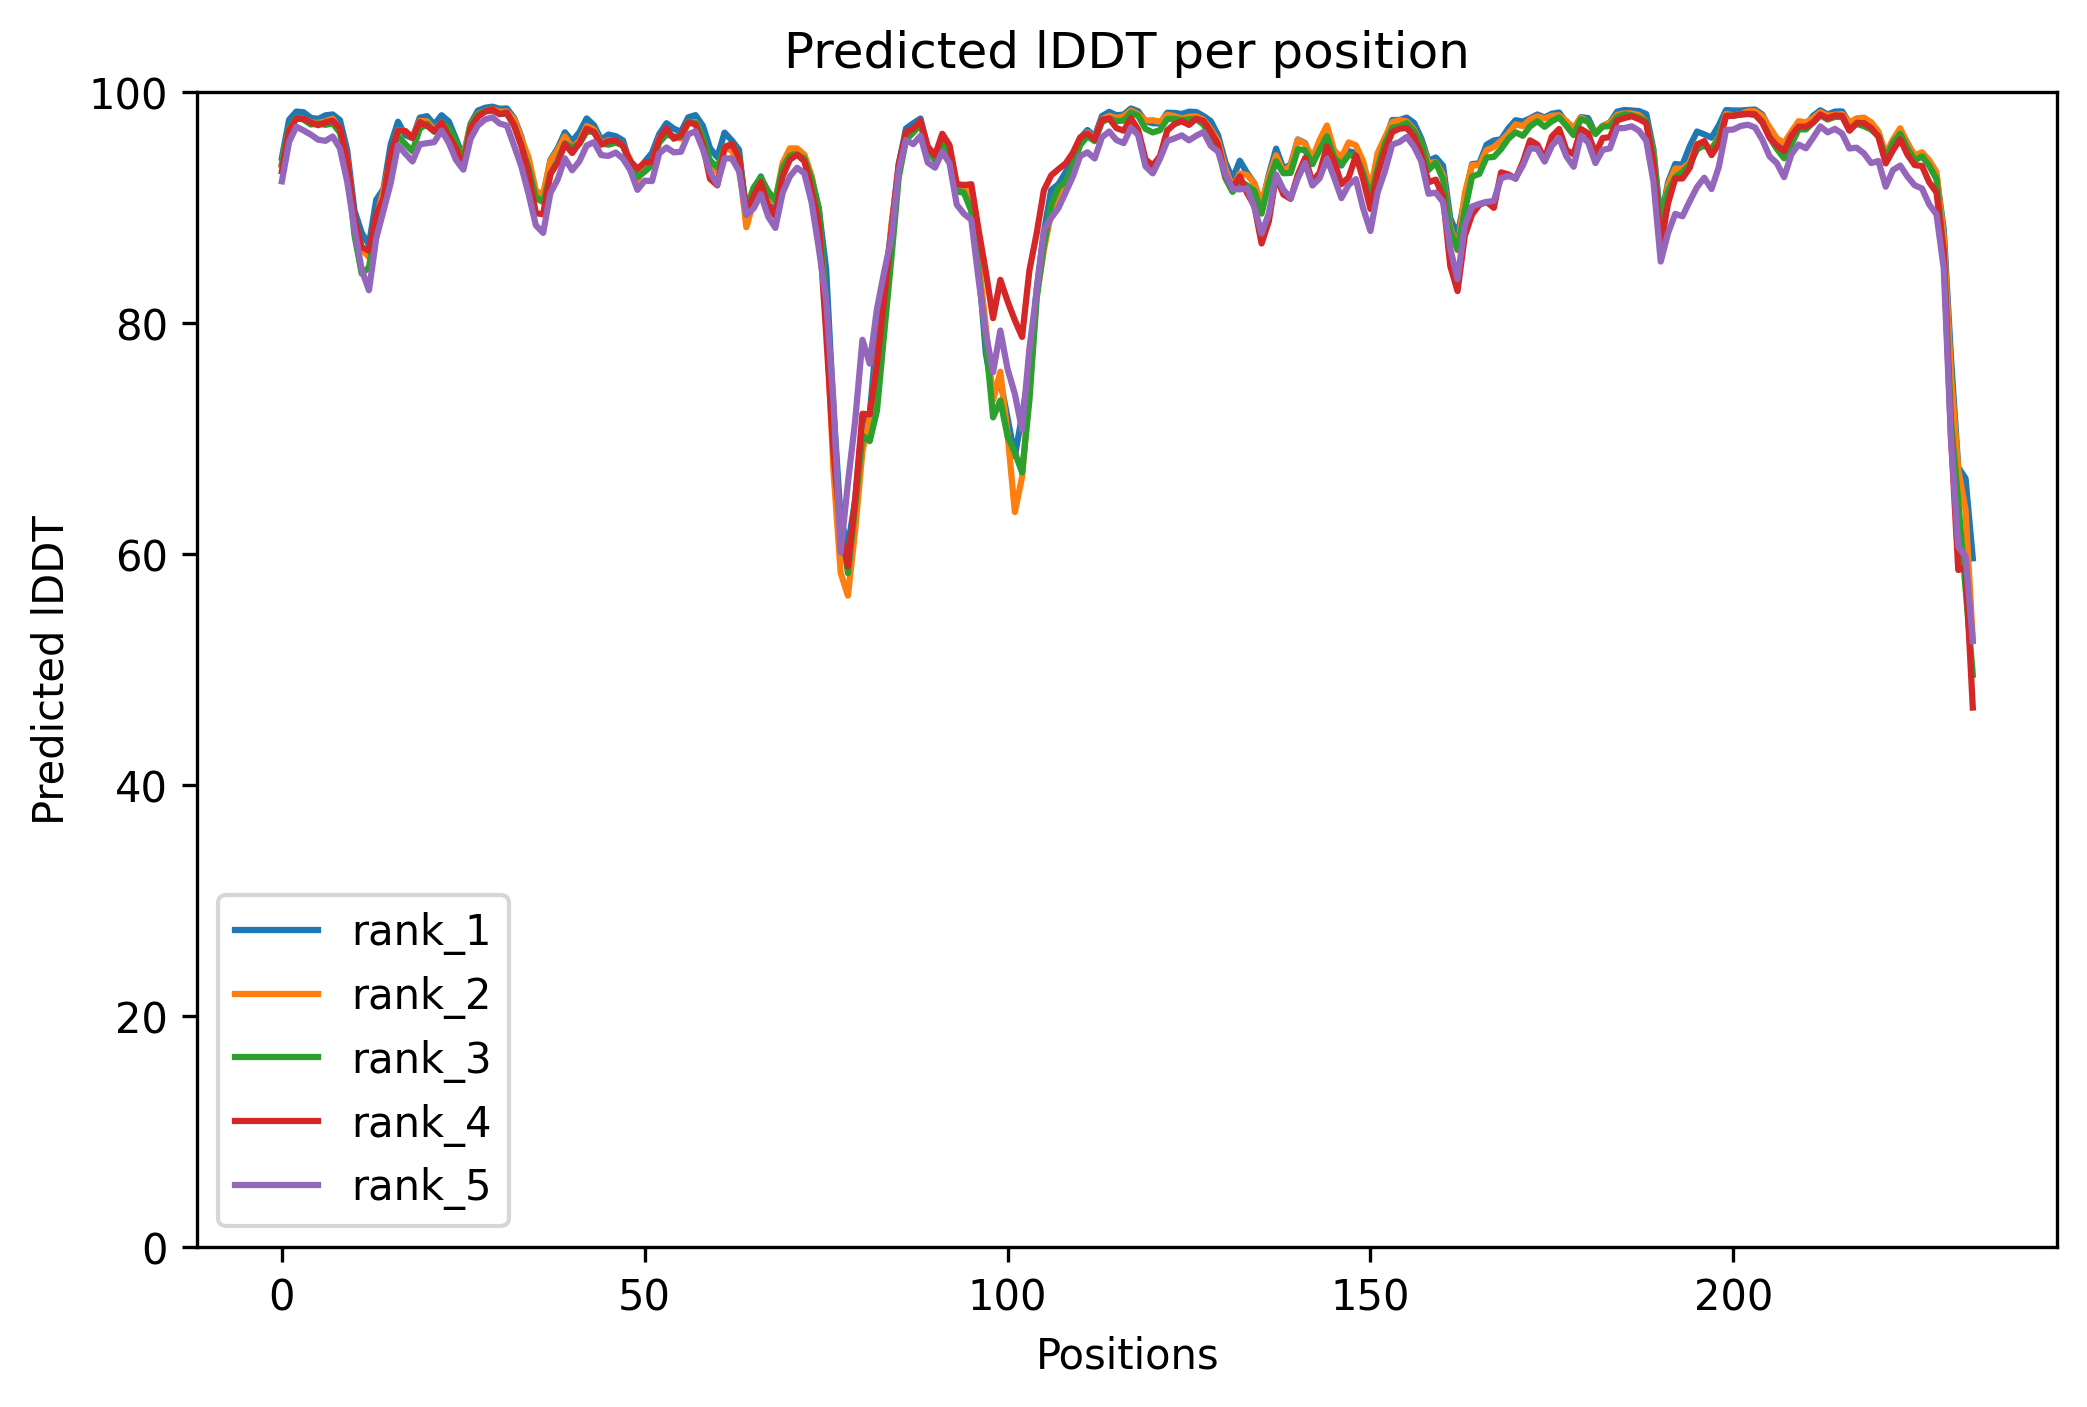 Predicted lDDT per position
100
80
60
40
20
0
Predicted lDDT
rank_1
rank_2
rank_3
rank_4
rank_5
0 50 100 150 200
Positions